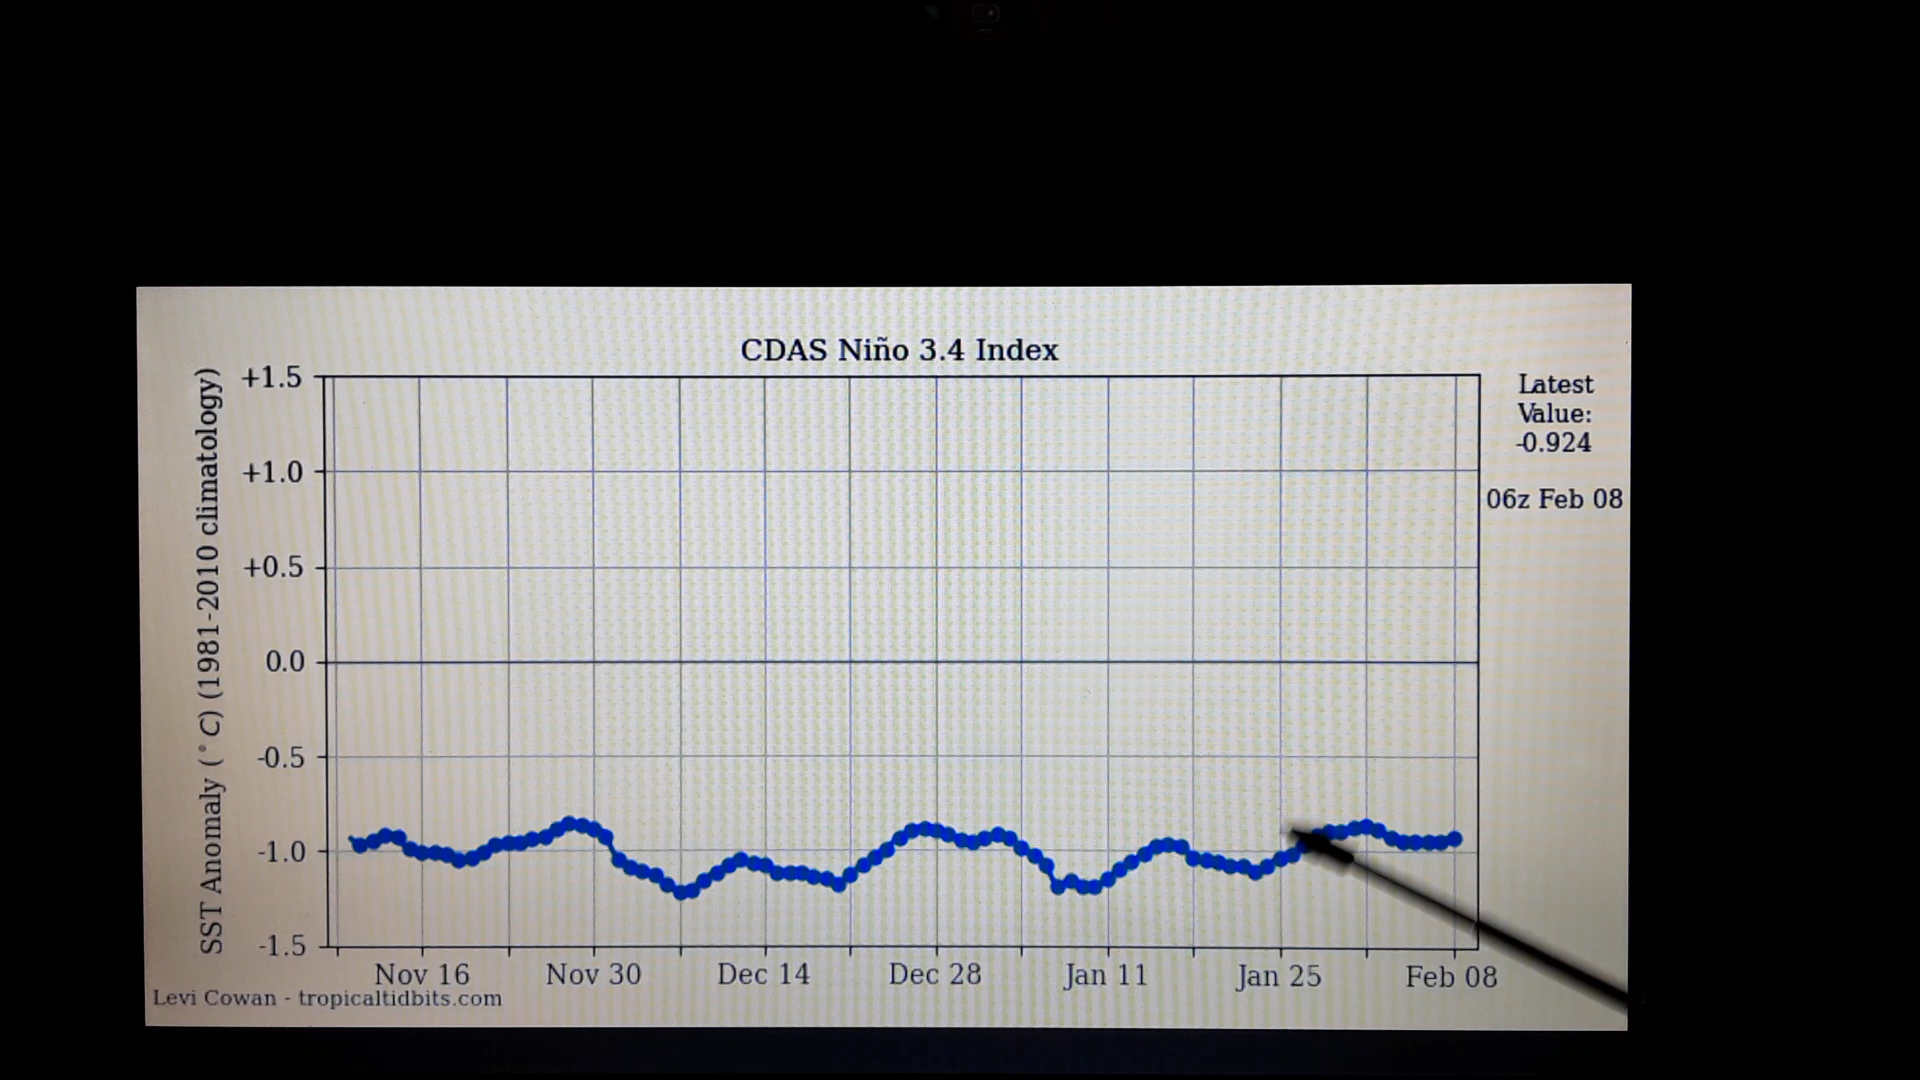 CDAS Niño 3.4 Index
SST Anomaly (°C) (1981-2010 climatology)
+1.5
+1.0
+0.5
0.0
-0.5
-1.0
-1.5
Nov 16 Nov 30 Dec 14 Dec 28 Jan 11 Jan 25 Feb 08
Latest
Value:
-0.924
06z Feb 08
Levi Cowan - tropicaltidbits.com